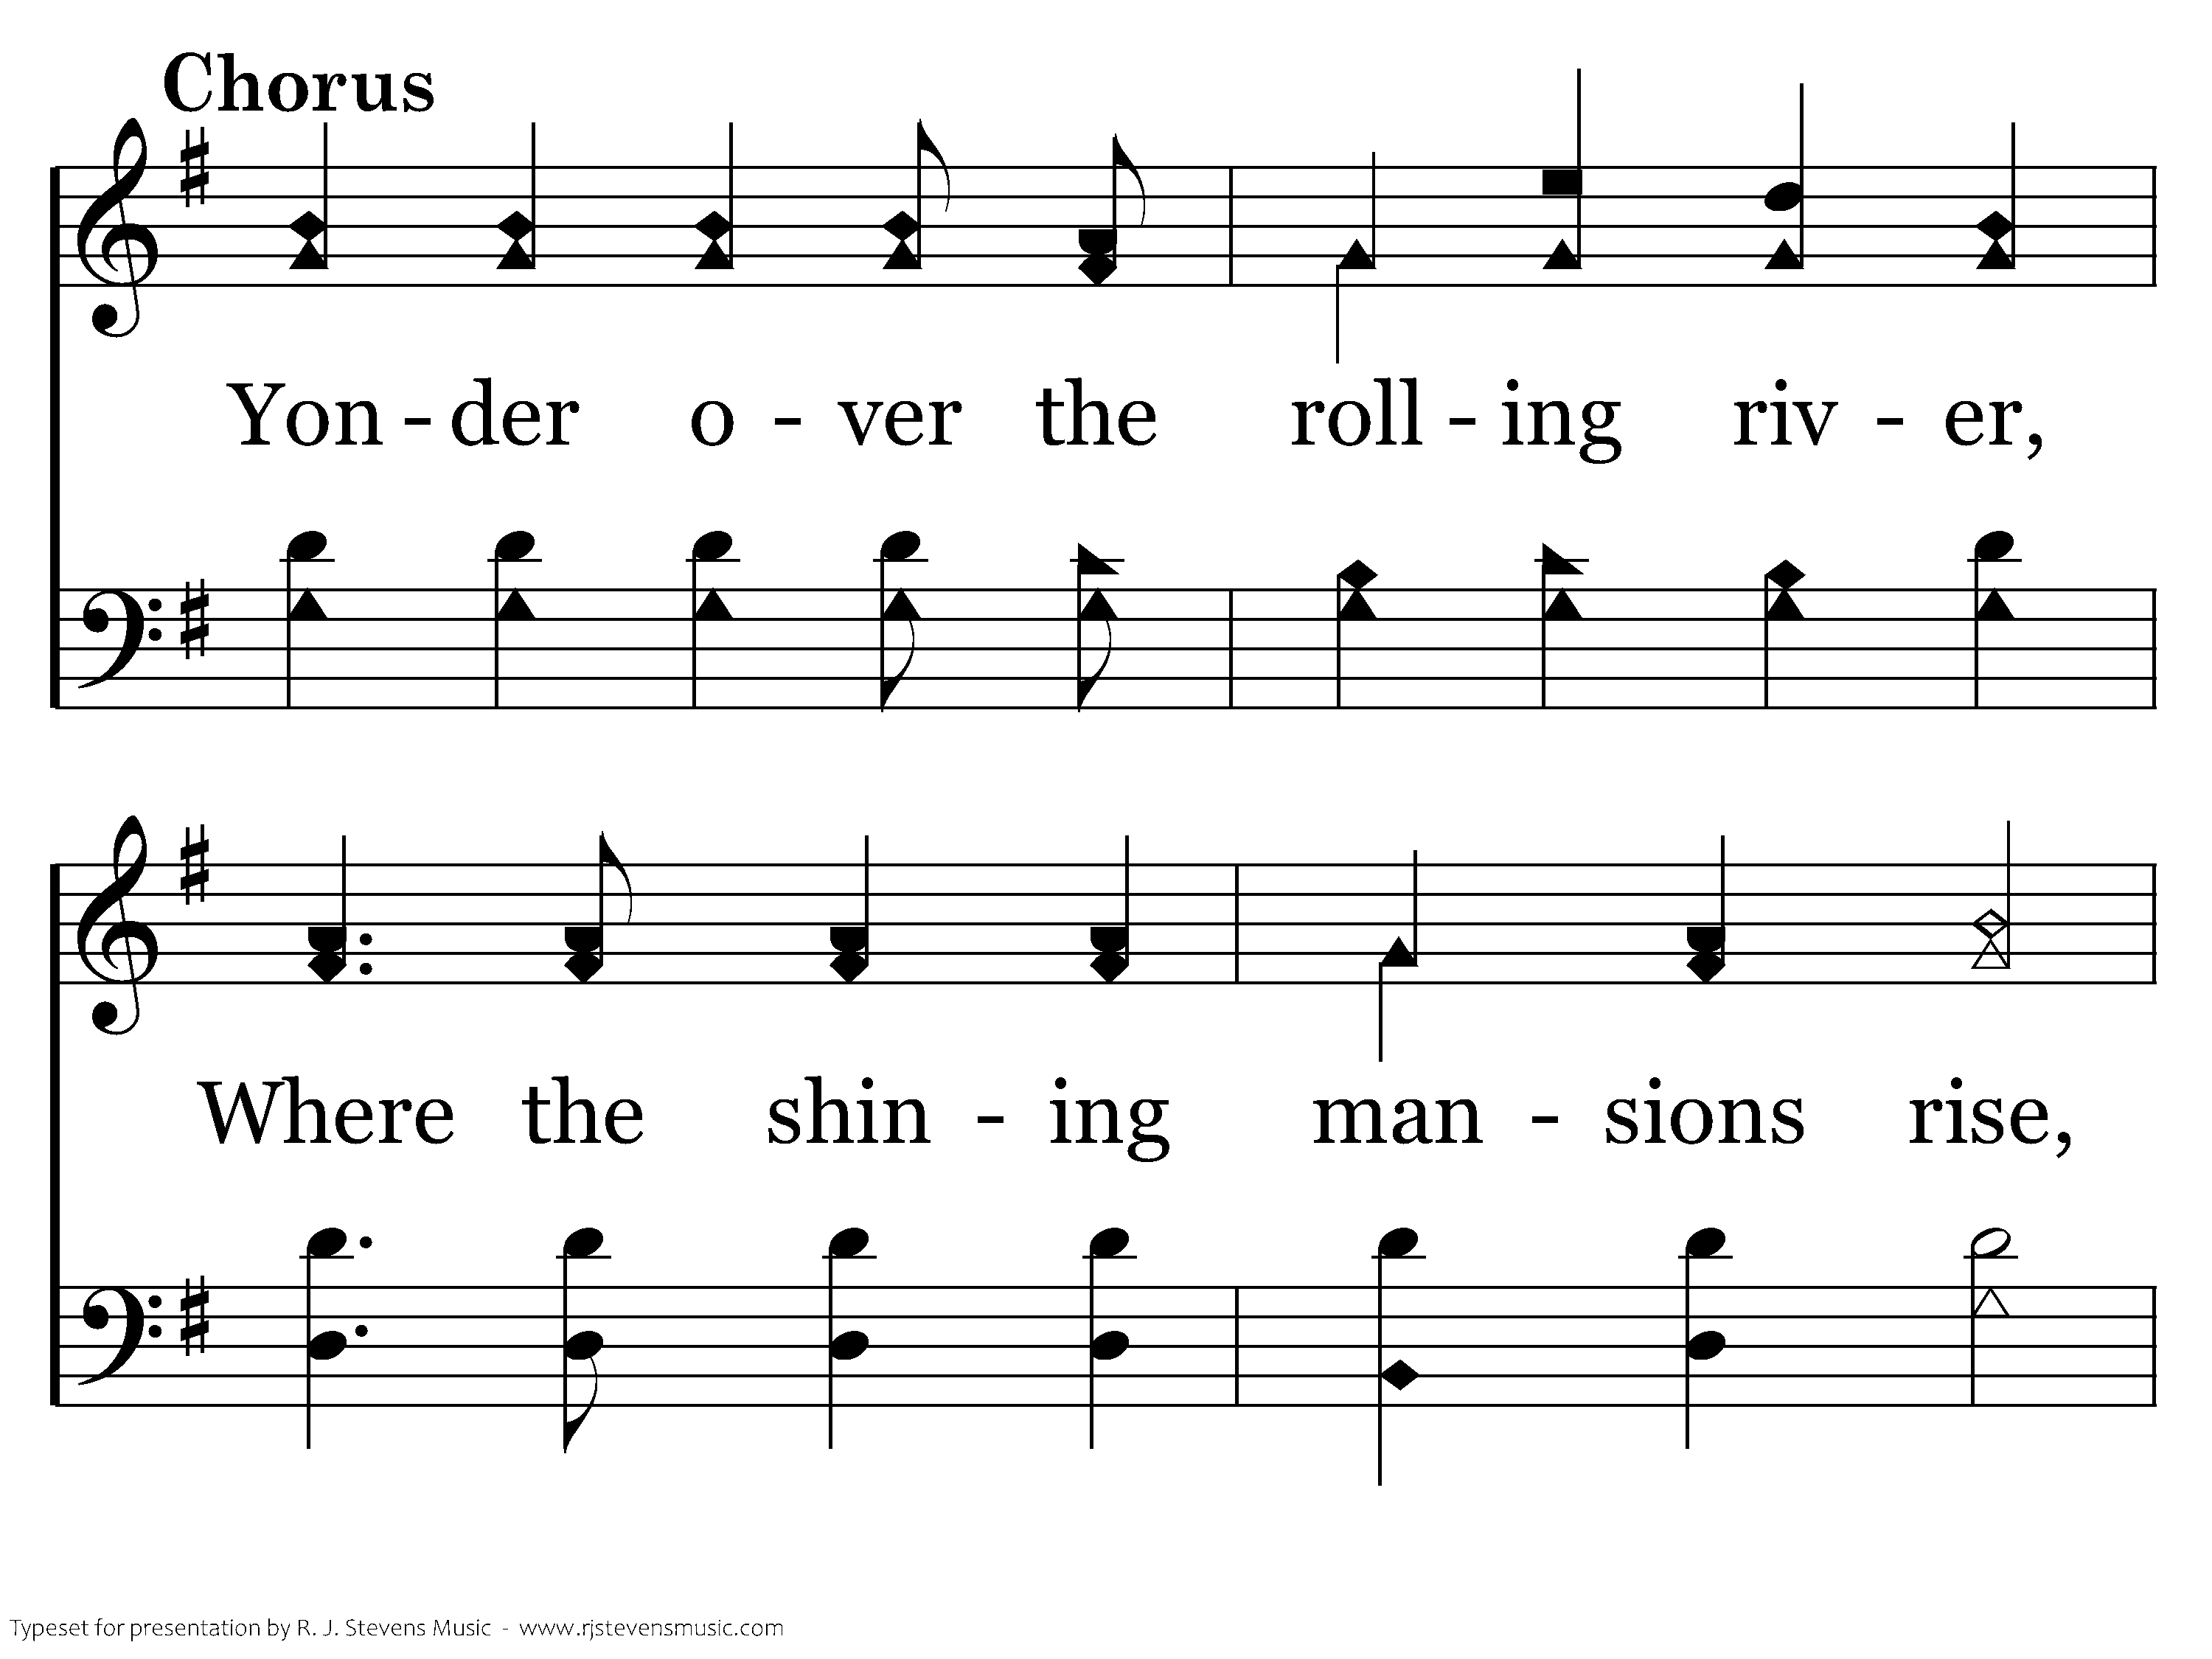 Chorus
Yon - der o - ver the roll - ing riv - er,
Where the shin - ing man - sions rise,
Typeset for presentation by R. J. Stevens Music - www.rjstevensmusic.com